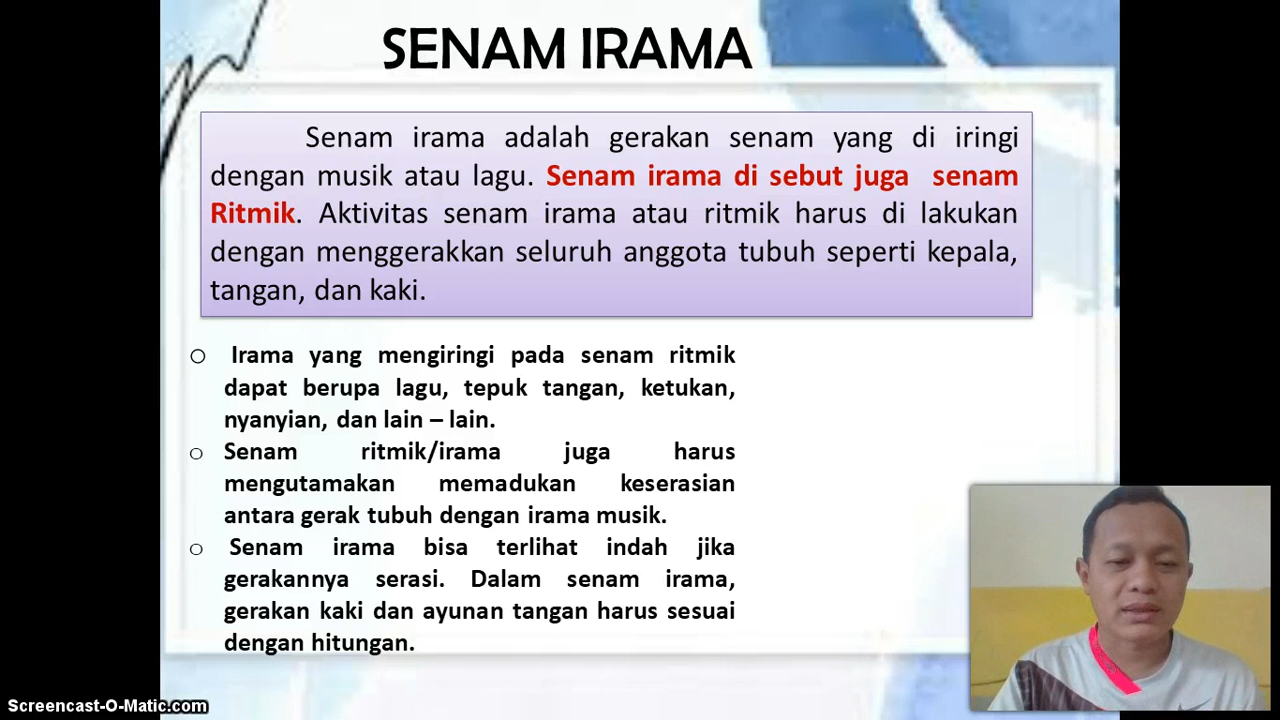 SENAM IRAMA
Senam irama adalah gerakan senam yang di iringi
dengan musik atau lagu. Senam irama di sebut juga senam
Ritmik. Aktivitas senam irama atau ritmik harus di lakukan
dengan menggerakkan seluruh anggota tubuh seperti kepala,
tangan, dan kaki.
o Irama yang mengiringi pada senam ritmik
dapat berupa lagu, tepuk tangan, ketukan,
nyanyian, dan lain – lain.
o Senam ritmik/irama juga harus
mengutamakan memadukan keserasian
antara gerak tubuh dengan irama musik.
o Senam irama bisa terlihat indah jika
gerakannya serasi. Dalam senam irama,
gerakan kaki dan ayunan tangan harus sesuai
dengan hitungan.
Screencast-O-Matic.com